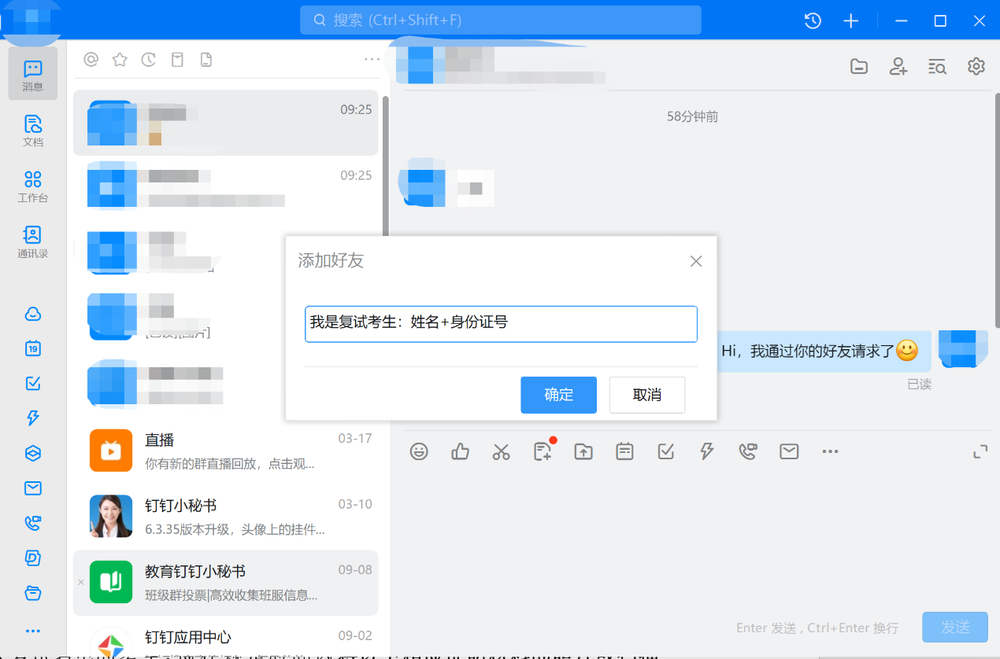 搜索 (Ctrl+Shift+F)
消息
文档
工作台
通讯录
19
09:25
09:25
直播
03-17
你有新的群直播回放，点击观...
钉钉小秘书
03-10
6.3.35版本升级，头像上的挂件...
教育钉钉小秘书
09-08
班级群投票|高效收集班服信息...
钉钉应用中心
09-02
58分钟前
添加好友
我是复试考生：姓名+身份证号
确定
取消
Hi，我通过你的好友请求了
已读
Enter 发送 , Ctrl+Enter 换行
发送